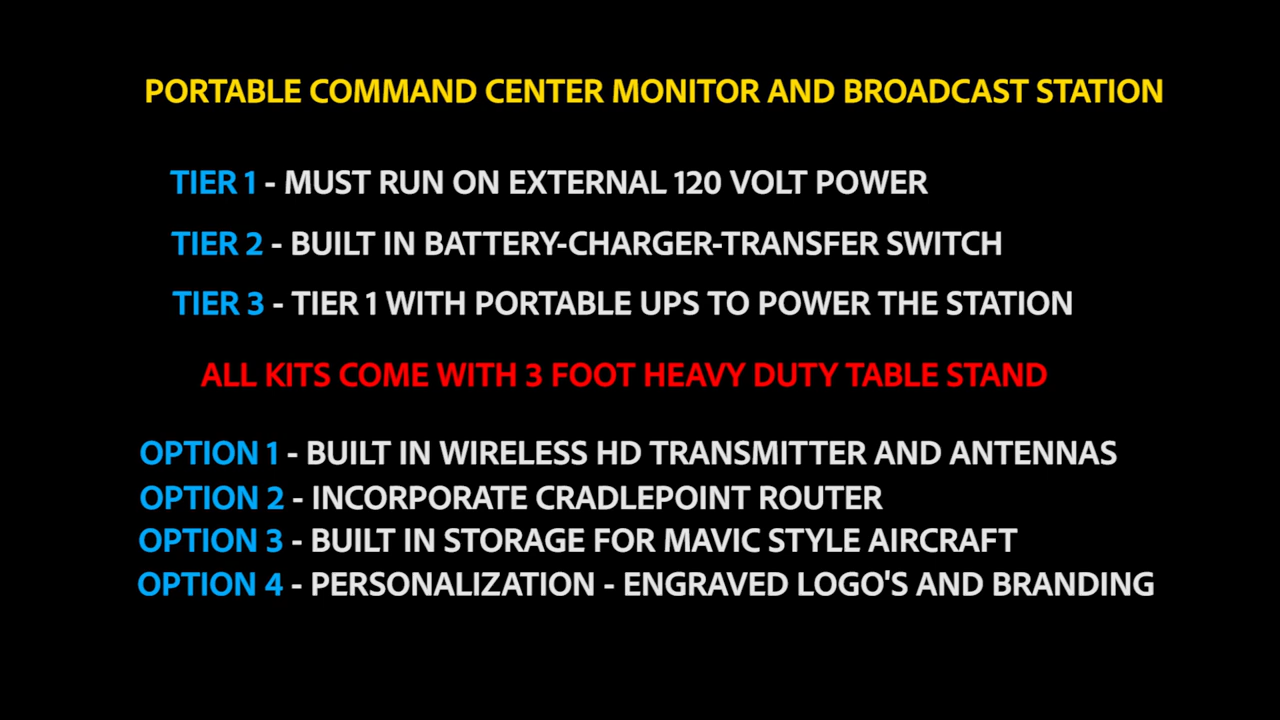 PORTABLE COMMAND CENTER MONITOR AND BROADCAST STATION
TIER 1 - MUST RUN ON EXTERNAL 120 VOLT POWER
TIER 2 - BUILT IN BATTERY-CHARGER-TRANSFER SWITCH
TIER 3 - TIER 1 WITH PORTABLE UPS TO POWER THE STATION
ALL KITS COME WITH 3 FOOT HEAVY DUTY TABLE STAND
OPTION 1 - BUILT IN WIRELESS HD TRANSMITTER AND ANTENNAS
OPTION 2 - INCORPORATE CRADLEPOINT ROUTER
OPTION 3 - BUILT IN STORAGE FOR MAVIC STYLE AIRCRAFT
OPTION 4 - PERSONALIZATION - ENGRAVED LOGO'S AND BRANDING